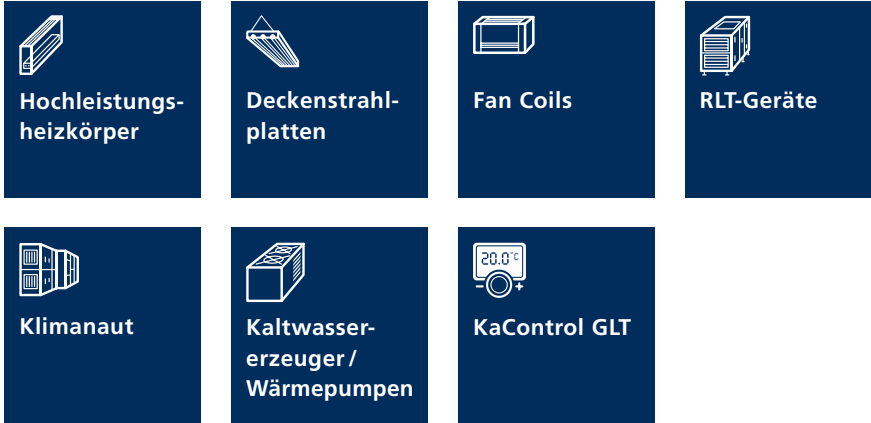 Hochleistungs-
heizkörper
Deckenstrahl-
platten
Fan Coils
RLT-Geräte
Klimanaut
Kaltwasser-
erzeuger /
Wärmepumpen
20.0°C
KaControl GLT